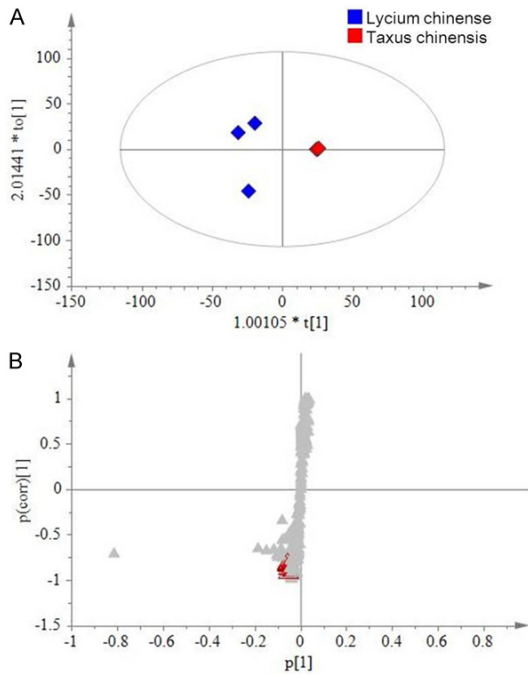 A
Lycium chinense
Taxus chinensis
2.01441 * to[1]
100
50
0
-50
-100
-150
-150 -100 -50 0 50 100
1.00105 * t[1]
B
p(corr)[1]
1
0.5
0
-0.5
-1
-1.5
-1 -0.8 -0.6 -0.4 -0.2 0 0.2 0.4 0.6 0.8
p[1]